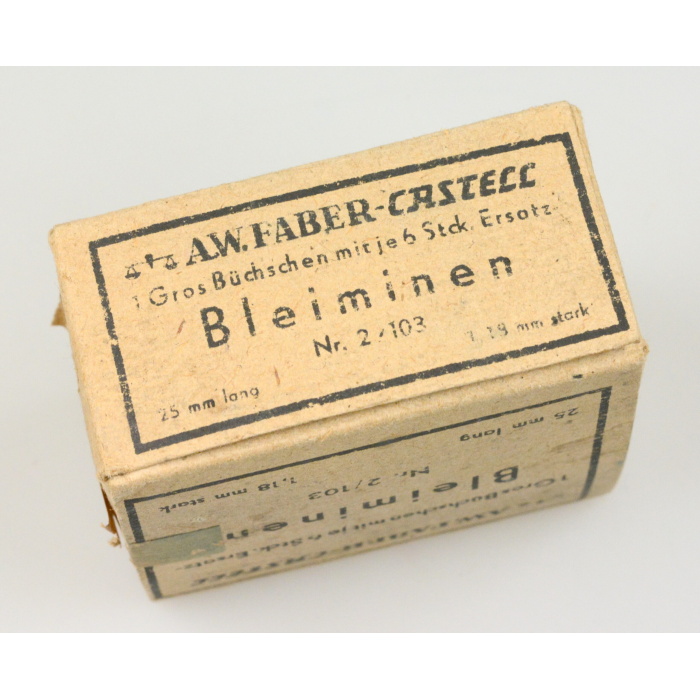 A.W. FABER-CASTELL
1 Gros Büchschen mit je 6 Stck. Ersatz-
Bleiminen
Nr. 2/103
25 mm lang 1,18 mm stark
A.W. FABER-CASTELL
1 Gros Büchschen mit je 6 Stck. Ersatz-
Bleiminen
Nr. 2/103
25 mm lang 1,18 mm stark